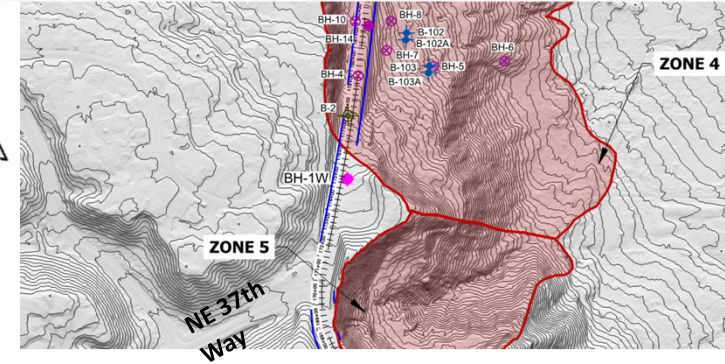 BH-10
BH-8
BH-14
B-102
B-102A
BH-7
BH-6
B-103
BH-5
BH-4
B-103A
ZONE 4
B-2
BH-1W
ZONE 5
NE 37th
Way